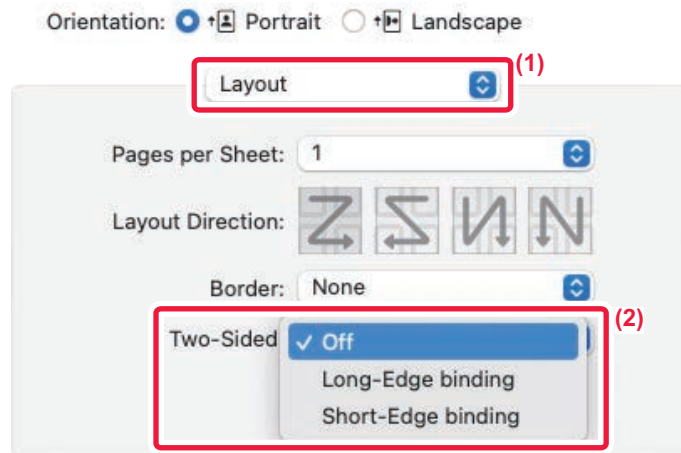 Orientation: Portrait Landscape
(1)
Layout
Pages per Sheet: 1
Layout Direction:
Border: None
(2)
Two-Sided ✓ Off
Long-Edge binding
Short-Edge binding